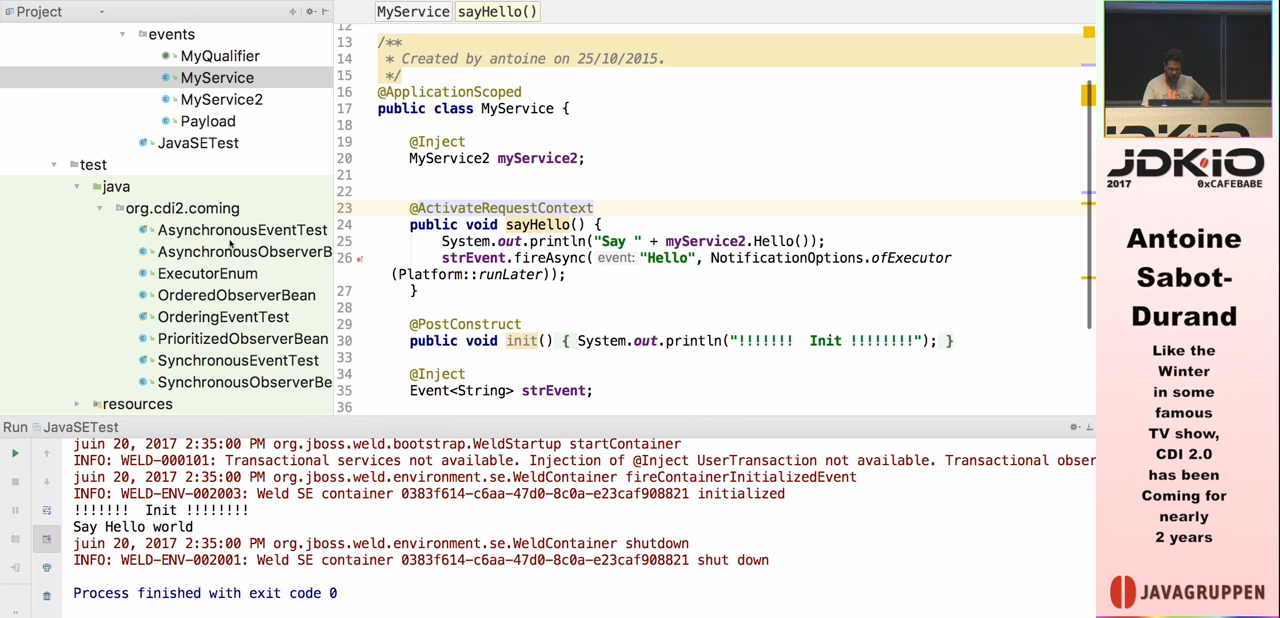 Project
events
MyQualifier
MyService
MyService2
Payload
JavaSETest
test
java
org.cdi2.coming
AsynchronousEventTest
AsynchronousObserverB
ExecutorEnum
OrderedObserverBean
OrderingEventTest
PrioritizedObserverBean
SynchronousEventTest
SynchronousObserverBe
resources
MyService sayHello()
12
13 /**
14 * Created by antoine on 25/10/2015.
15 */
16 @ApplicationScoped
17 public class MyService {
18
19 @Inject
20 MyService2 myService2;
21
22
23 @ActivateRequestContext
24 public void sayHello() {
25 System.out.println("Say " + myService2.Hello());
26 strEvent.fireAsync( event: "Hello", NotificationOptions.ofExecutor
(Platform::runLater));
27 }
28
29 @PostConstruct
30 public void init() { System.out.println("!!!!!!! Init !!!!!!!!"); }
33
34 @Inject
35 Event<String> strEvent;
36
Run JavaSETest
juin 20, 2017 2:35:00 PM org.jboss.weld.bootstrap.WeldStartup startContainer
INFO: WELD-000101: Transactional services not available. Injection of @Inject UserTransaction not available. Transactional obser
juin 20, 2017 2:35:00 PM org.jboss.weld.environment.se.WeldContainer fireContainerInitializedEvent
INFO: WELD-ENV-002003: Weld SE container 0383f614-c6aa-47d0-8c0a-e23caf908821 initialized
!!!!!!! Init !!!!!!!!
Say Hello world
juin 20, 2017 2:35:00 PM org.jboss.weld.environment.se.WeldContainer shutdown
INFO: WELD-ENV-002001: Weld SE container 0383f614-c6aa-47d0-8c0a-e23caf908821 shut down
Process finished with exit code 0
JDK.IO
2017 0xCAFEBABE
Antoine
Sabot-
Durand
Like the
Winter
in some
famous
TV show,
CDI 2.0
has been
Coming for
nearly
2 years
JAVAGRUPPEN